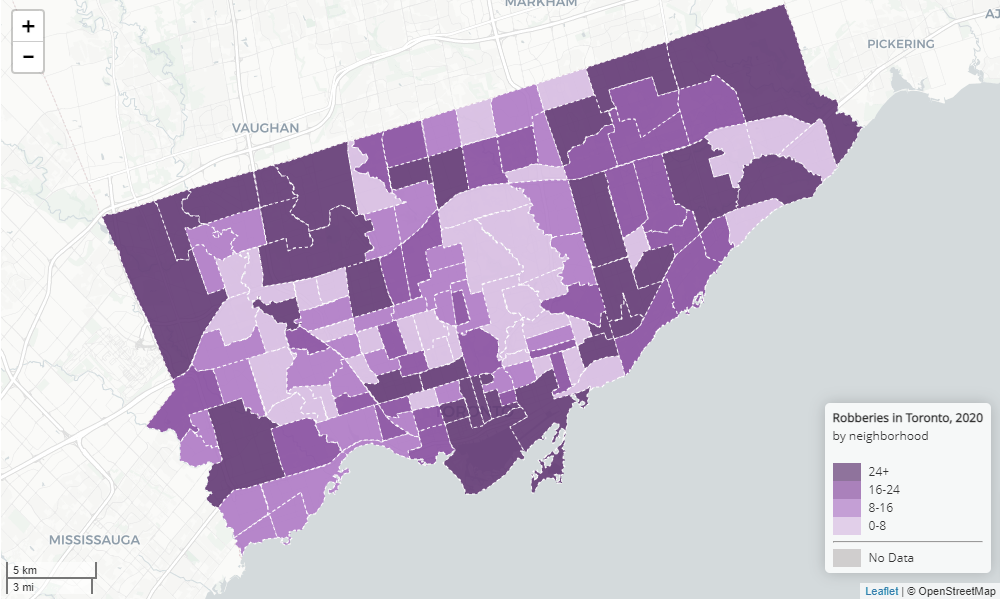 MARKHAM
AJ
PICKERING
+
−
VAUGHAN
MISSISSAUGA
5 km
3 mi
Robberies in Toronto, 2020
by neighborhood
24+
16-24
8-16
0-8
No Data
Leaflet | © OpenStreetMap